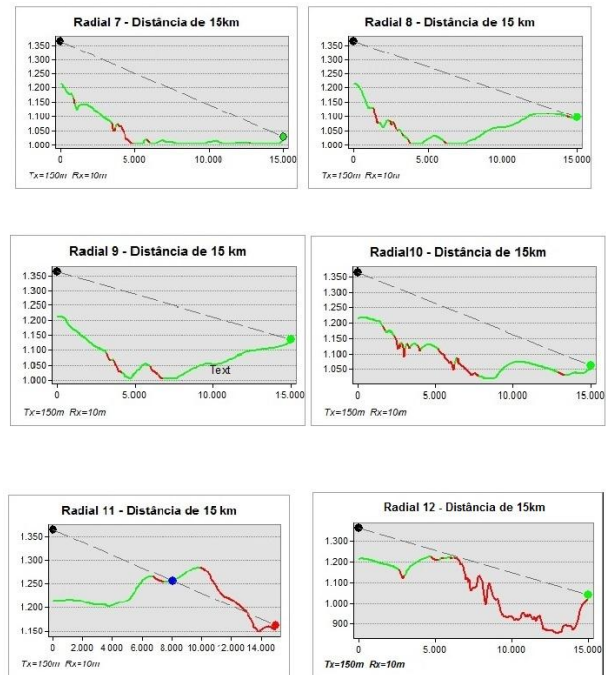 Radial 7 - Distância de 15km
1.350
1.300
1.250
1.200
1.150
1.100
1.050
1.000
0 5.000 10.000 15.000
Tx=150m Rx=10m
Radial 8 - Distância de 15 km
1.350
1.300
1.250
1.200
1.150
1.100
1.050
1.000
0 5.000 10.000 15.000
Tx=150m Rx=10m
Radial 9 - Distância de 15 km
1.350
1.300
1.250
1.200
1.150
1.100
1.050
1.000
Text
0 5.000 10.000 15.000
Tx=150m Rx=10m
Radial10 - Distância de 15km
1.350
1.300
1.250
1.200
1.150
1.100
1.050
0 5.000 10.000 15.000
Tx=150m Rx=10m
Radial 11 - Distância de 15 km
1.350
1.300
1.250
1.200
1.150
0 2.000 4.000 6.000 8.000 10.000 12.000 14.000
Tx=150m Rx=10m
Radial 12 - Distância de 15km
1.300
1.200
1.100
1.000
900
0 5.000 10.000 15.000
Tx=150m Rx=10m